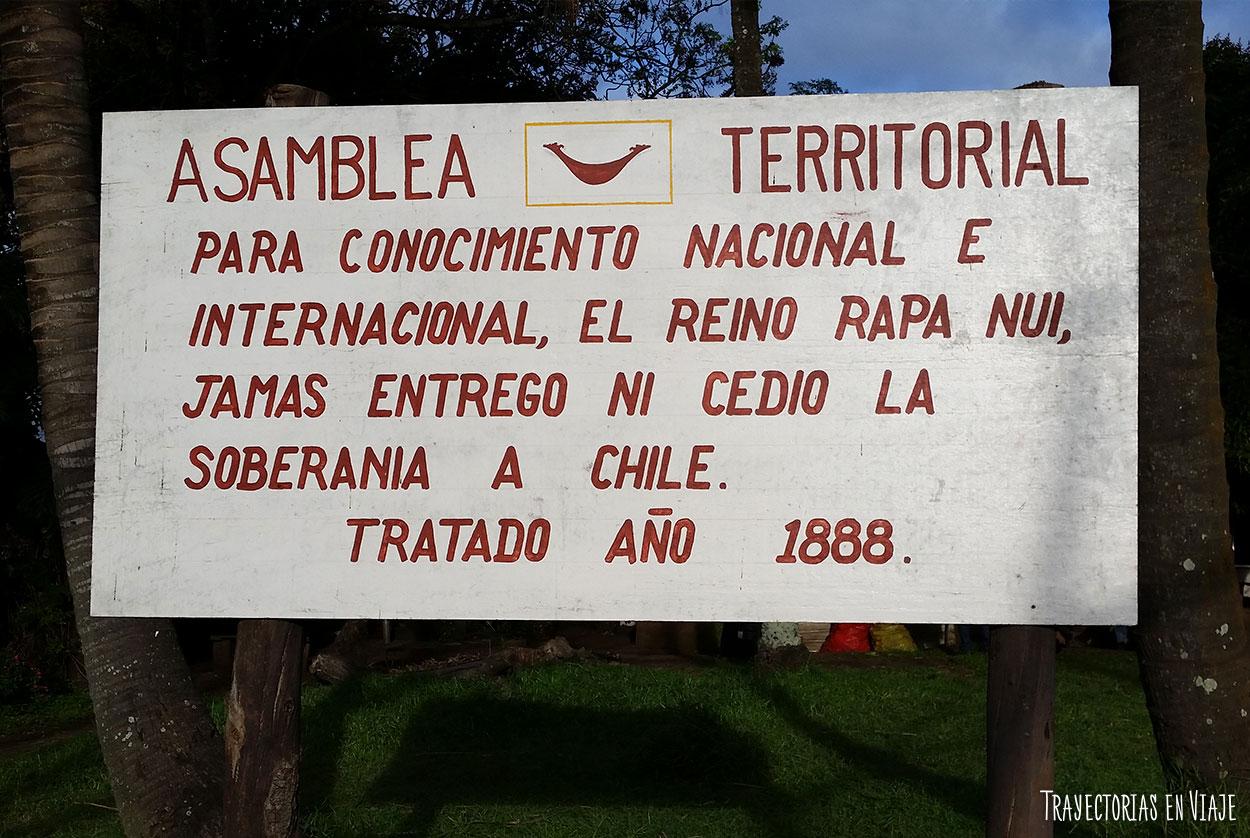 ASAMBLEA TERRITORIAL
PARA CONOCIMIENTO NACIONAL E
INTERNACIONAL, EL REINO RAPA NUI,
JAMAS ENTREGO NI CEDIO LA
SOBERANIA A CHILE.
TRATADO AÑO 1888.
TRAYECTORIAS EN VIAJE